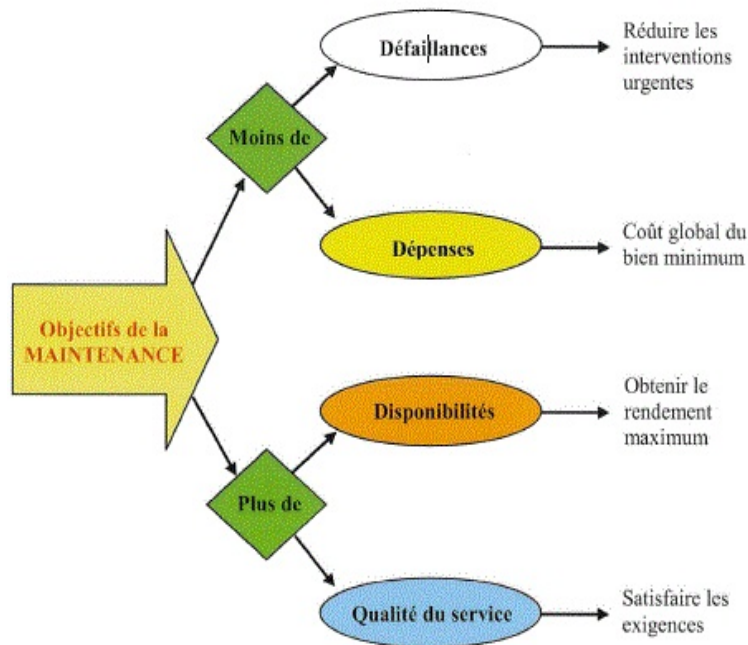 Défaillances
Réduire les
interventions
urgentes
Moins de
Dépenses
Coût global du
bien minimum
Objectifs de la
MAINTENANCE
Disponibilités
Obtenir le
rendement
maximum
Plus de
Qualité du service
Satisfaire les
exigences